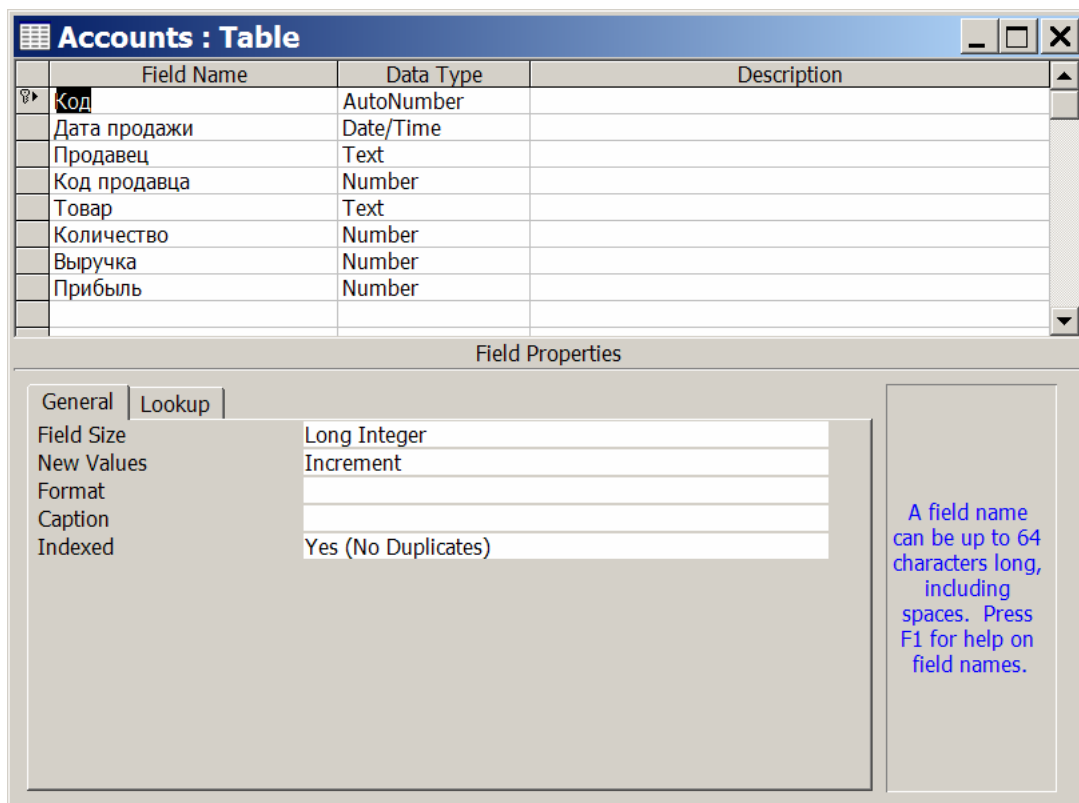 Accounts : Table
Field Name Data Type Description
Код AutoNumber
Дата продажи Date/Time
Продавец Text
Код продавца Number
Товар Text
Количество Number
Выручка Number
Прибыль Number
Field Properties
General Lookup
Field Size Long Integer
New Values Increment
Format
Caption
Indexed Yes (No Duplicates)
A field name
can be up to 64
characters long,
including
spaces. Press
F1 for help on
field names.